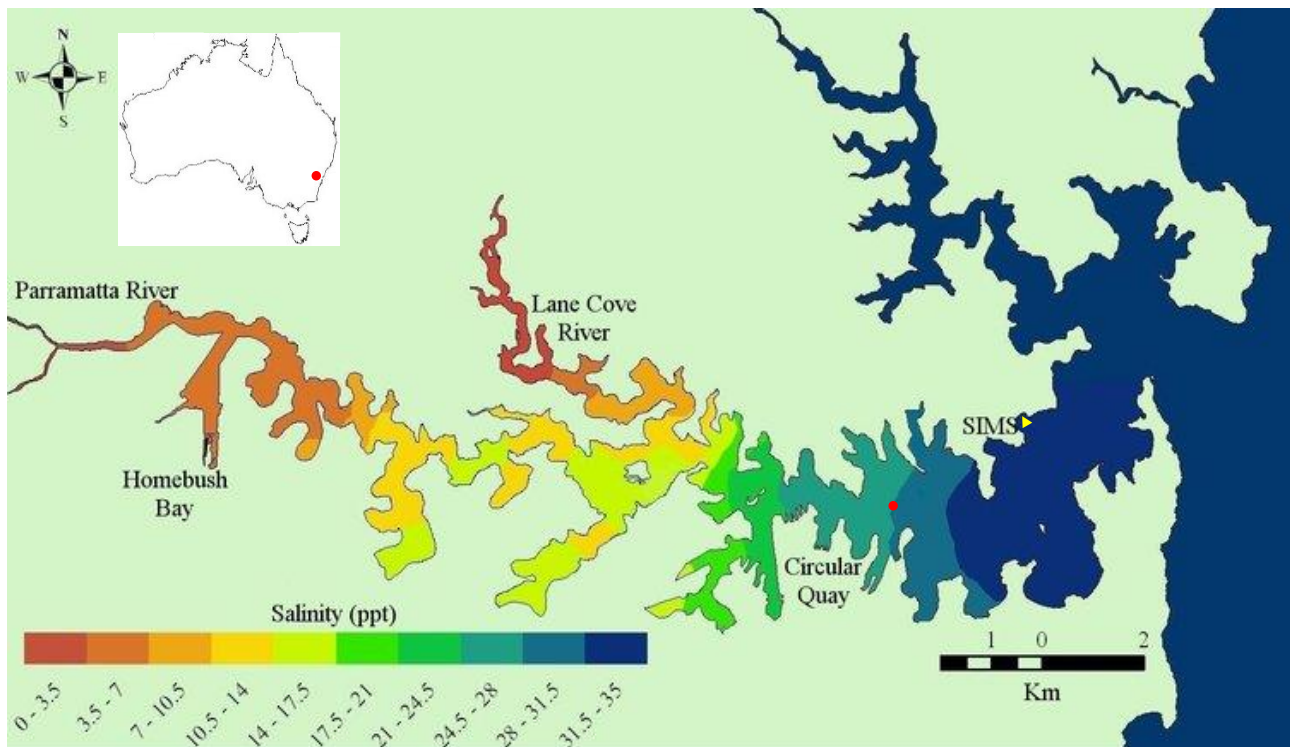 N
W E
S
Parramatta River
Lane Cove
River
SIMS
Homebush
Bay
Circular
Quay
Salinity (ppt)
1 0 2
Km
0 - 3.5
3.5 - 7
7 - 10.5
10.5 - 14
14 - 17.5
17.5 - 21
21 - 24.5
24.5 - 28
28 - 31.5
31.5 - 35